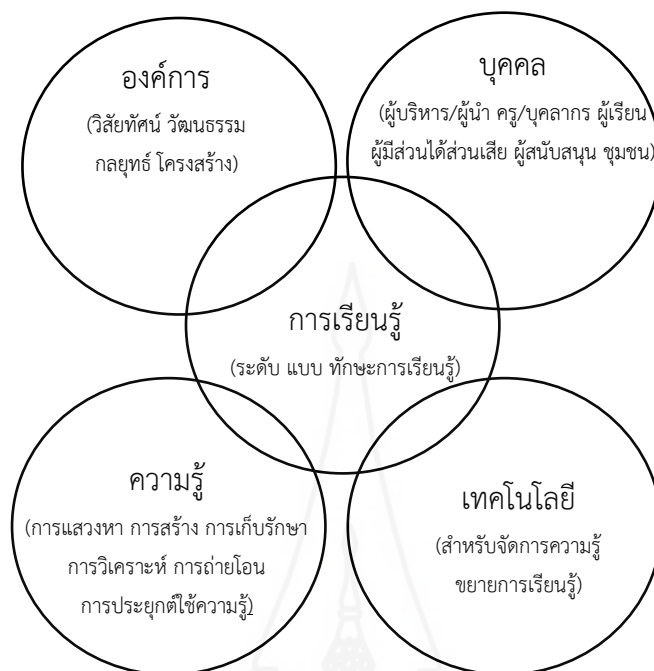 องค์การ
(วิสัยทัศน์ วัฒนธรรม
กลยุทธ์ โครงสร้าง)
บุคคล
(ผู้บริหาร/ผู้นำ ครู/บุคลากร ผู้เรียน
ผู้มีส่วนได้ส่วนเสีย ผู้สนับสนุน ชุมชน)
การเรียนรู้
(ระดับ แบบ ทักษะการเรียนรู้)
ความรู้
(การแสวงหา การสร้าง การเก็บรักษา
การวิเคราะห์ การถ่ายโอน
การประยุกต์ใช้ความรู้)
เทคโนโลยี
(สำหรับจัดการความรู้
ขยายการเรียนรู้)